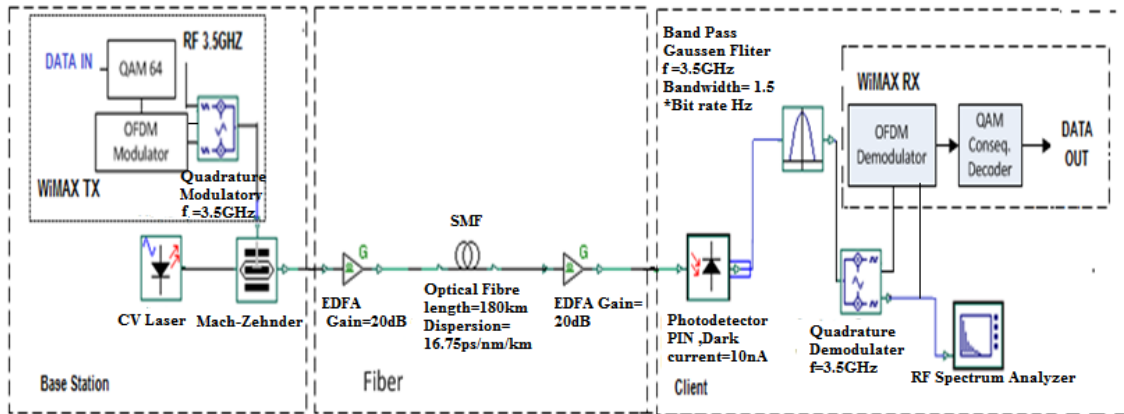 RF 3.5GHZ
DATA IN
QAM 64
OFDM
Modulator
WiMAX TX
Quadrature
Modulatory
f =3.5GHz
CV Laser
Mach-Zehnder
Base Station
G
EDFA
Gain=20dB
SMF
Optical Fibre
length=180km
Dispersion=
16.75ps/nm/km
G
EDFA Gain=
20dB
Fiber
Band Pass
Gaussen Fliter
f =3.5GHz
Bandwidth= 1.5
*Bit rate Hz
WiMAX RX
OFDM
Demodulator
QAM
Conseq.
Decoder
DATA
OUT
Photodetector
PIN ,Dark
current=10nA
Quadrature
Demodulater
f=3.5GHz
RF Spectrum Analyzer
Client